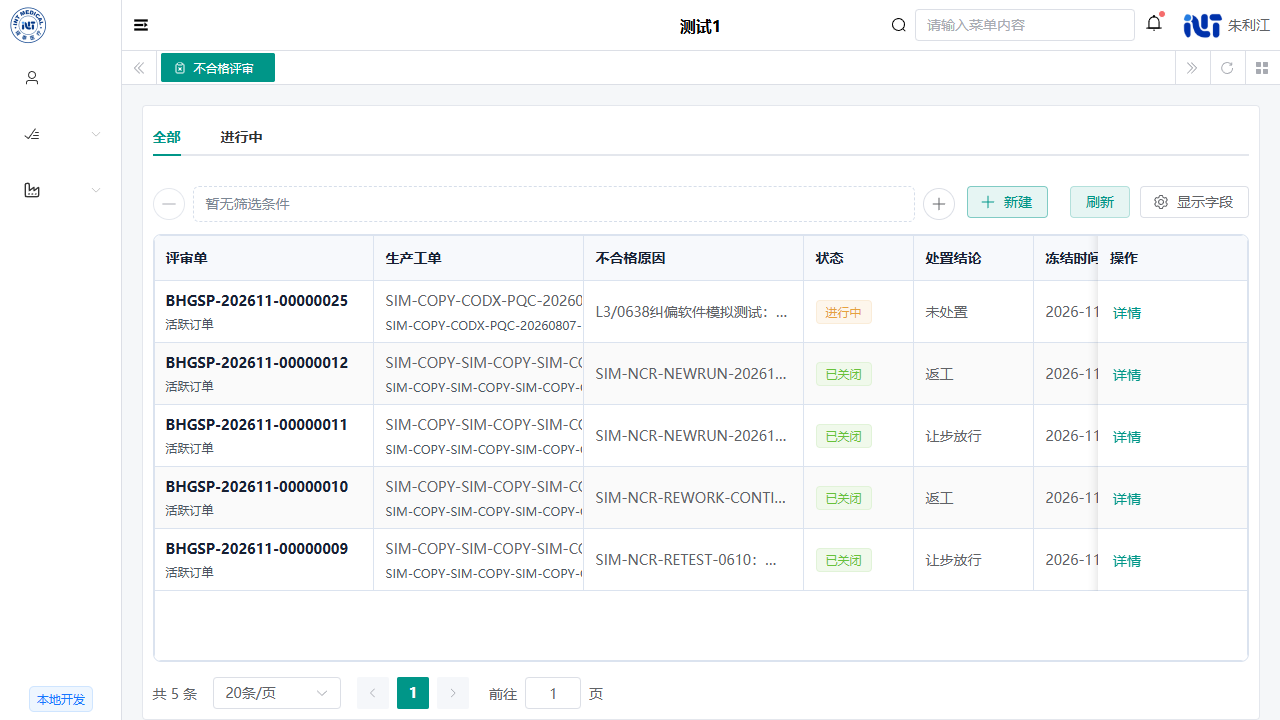 INT MEDICAL
测试1
请输入菜单内容
朱利江
不合格评审
全部
进行中
暂无筛选条件
新建
刷新
显示字段
评审单 生产工单 不合格原因 状态 处置结论 冻结时间 操作
BHGSP-202611-00000025
活跃订单
SIM-COPY-CODX-PQC-20260
SIM-COPY-CODX-PQC-20260807-
L3/0638纠偏软件模拟测试：...
进行中
未处置
2026-11
详情
BHGSP-202611-00000012
活跃订单
SIM-COPY-SIM-COPY-SIM-CO
SIM-COPY-SIM-COPY-SIM-COPY-
SIM-NCR-NEWRUN-20261...
已关闭
返工
2026-11
详情
BHGSP-202611-00000011
活跃订单
SIM-COPY-SIM-COPY-SIM-CO
SIM-COPY-SIM-COPY-SIM-COPY-
SIM-NCR-NEWRUN-20261...
已关闭
让步放行
2026-11
详情
BHGSP-202611-00000010
活跃订单
SIM-COPY-SIM-COPY-SIM-CO
SIM-COPY-SIM-COPY-SIM-COPY-
SIM-NCR-REWORK-CONTI...
已关闭
返工
2026-11
详情
BHGSP-202611-00000009
活跃订单
SIM-COPY-SIM-COPY-SIM-CO
SIM-COPY-SIM-COPY-SIM-COPY-
SIM-NCR-RETEST-0610：...
已关闭
让步放行
2026-11
详情
共 5 条
20条/页
1
前往 1 页
本地开发